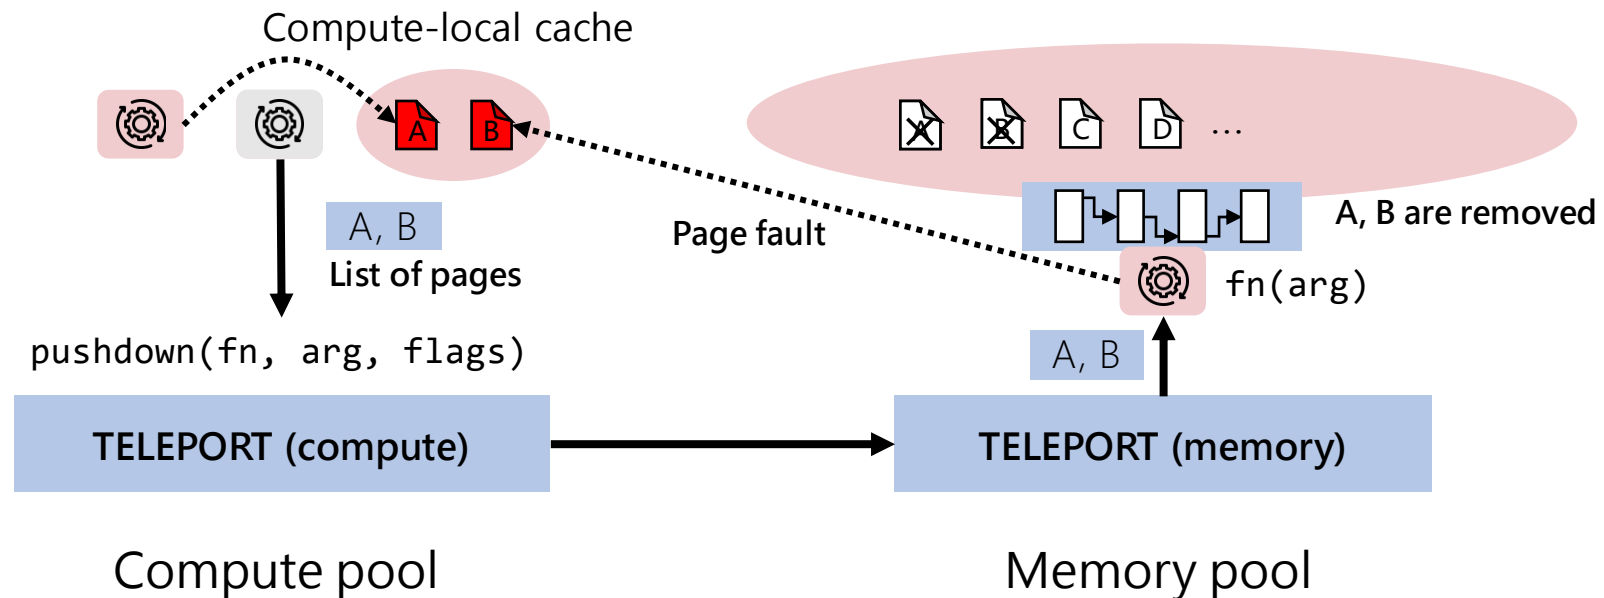 Compute-local cache
A
B
A
B
C
D
...
A, B
List of pages
Page fault
A, B are removed
fn(arg)
pushdown(fn, arg, flags)
A, B
TELEPORT (compute)
TELEPORT (memory)
Compute pool
Memory pool